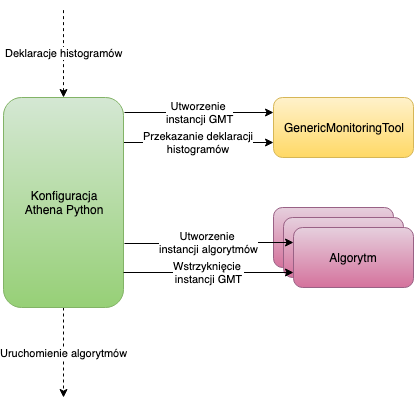 Deklaracje histogramów
Utworzenie
instancji GMT
GenericMonitoringTool
Przekazanie deklaracji
histogramów
Konfiguracja
Athena Python
Utworzenie
instancji algorytmów
Wstrzyknięcie
instancji GMT
Algorytm
Uruchomienie algorytmów